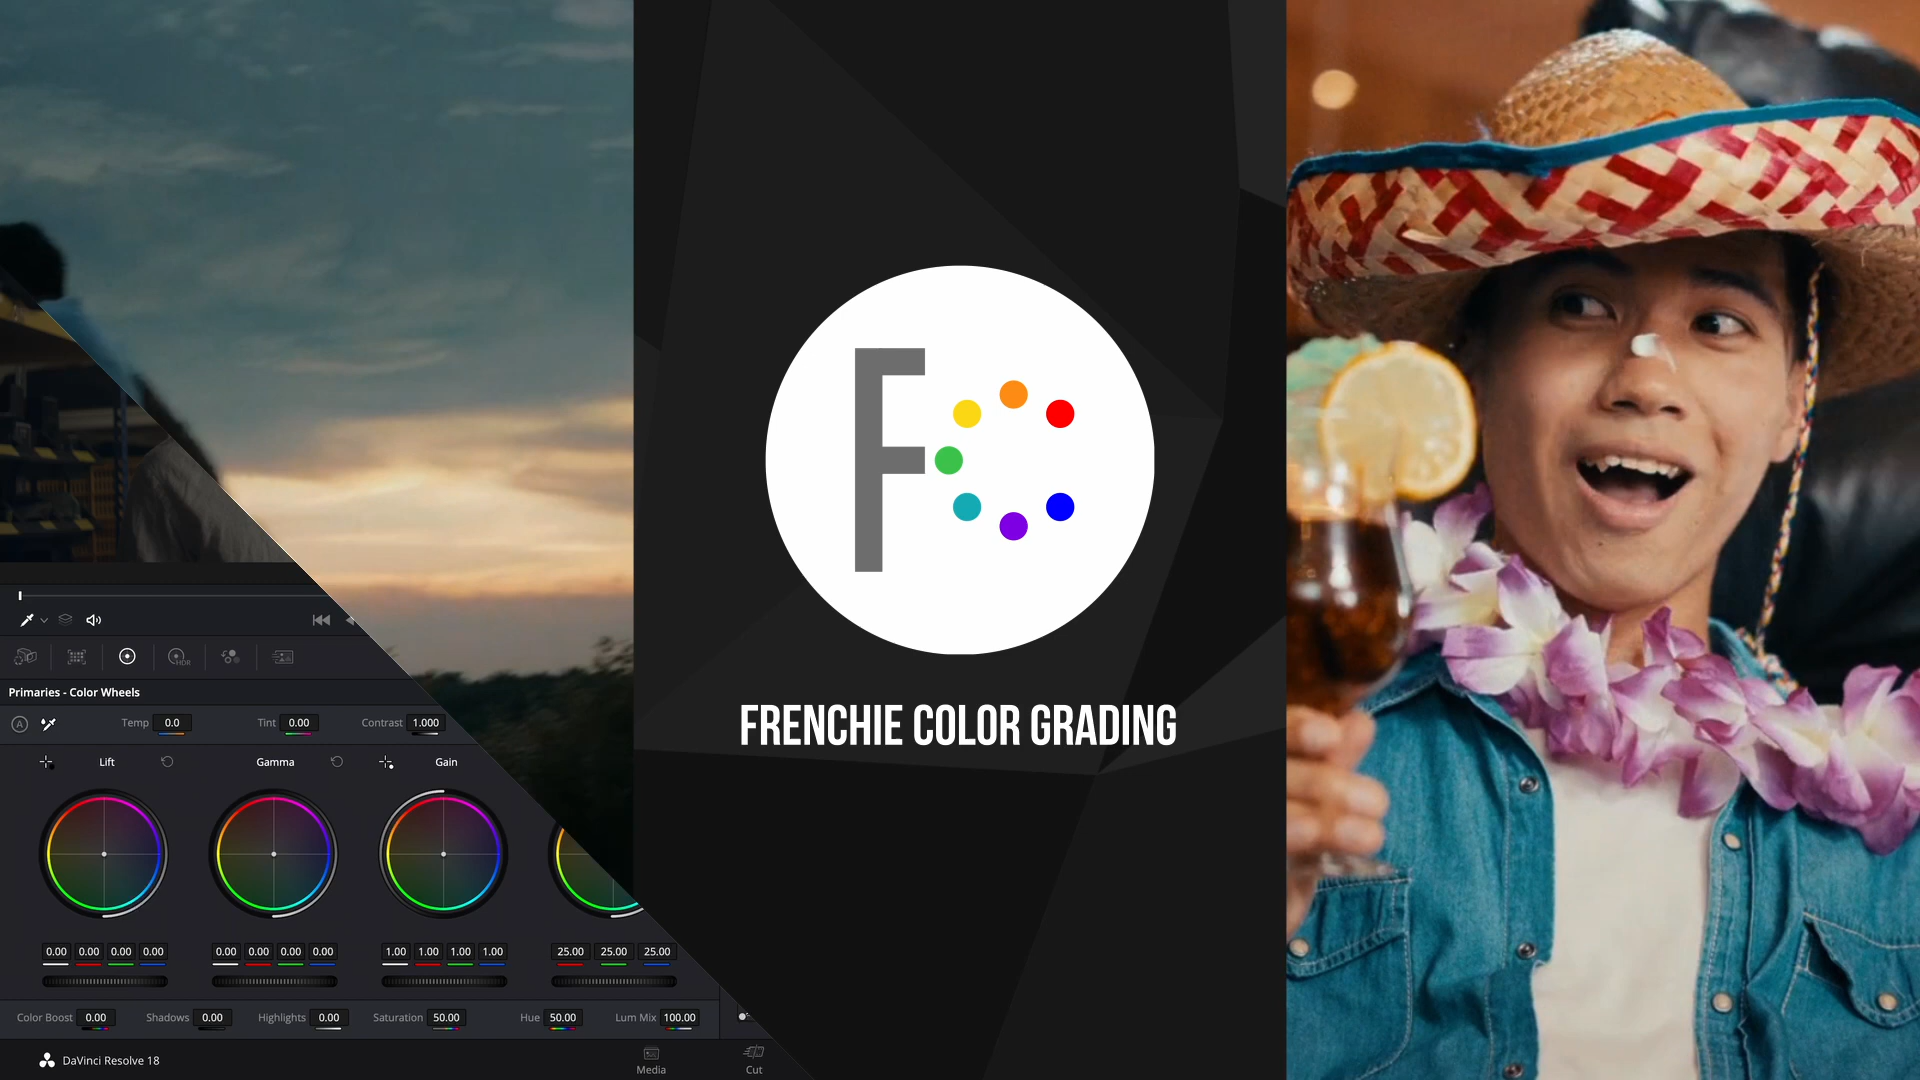 F
FRENCHIE COLOR GRADING
HDR
Primaries - Color Wheels
A
Temp 0.0 Tint 0.00 Contrast 1.000
Lift Gamma Gain
0.00 0.00 0.00 0.00 0.00 0.00 0.00 0.00 1.00 1.00 1.00 1.00 25.00 25.00 25.00
Color Boost 0.00 Shadows 0.00 Highlights 0.00 Saturation 50.00 Hue 50.00 Lum Mix 100.00
DaVinci Resolve 18
Media Cut